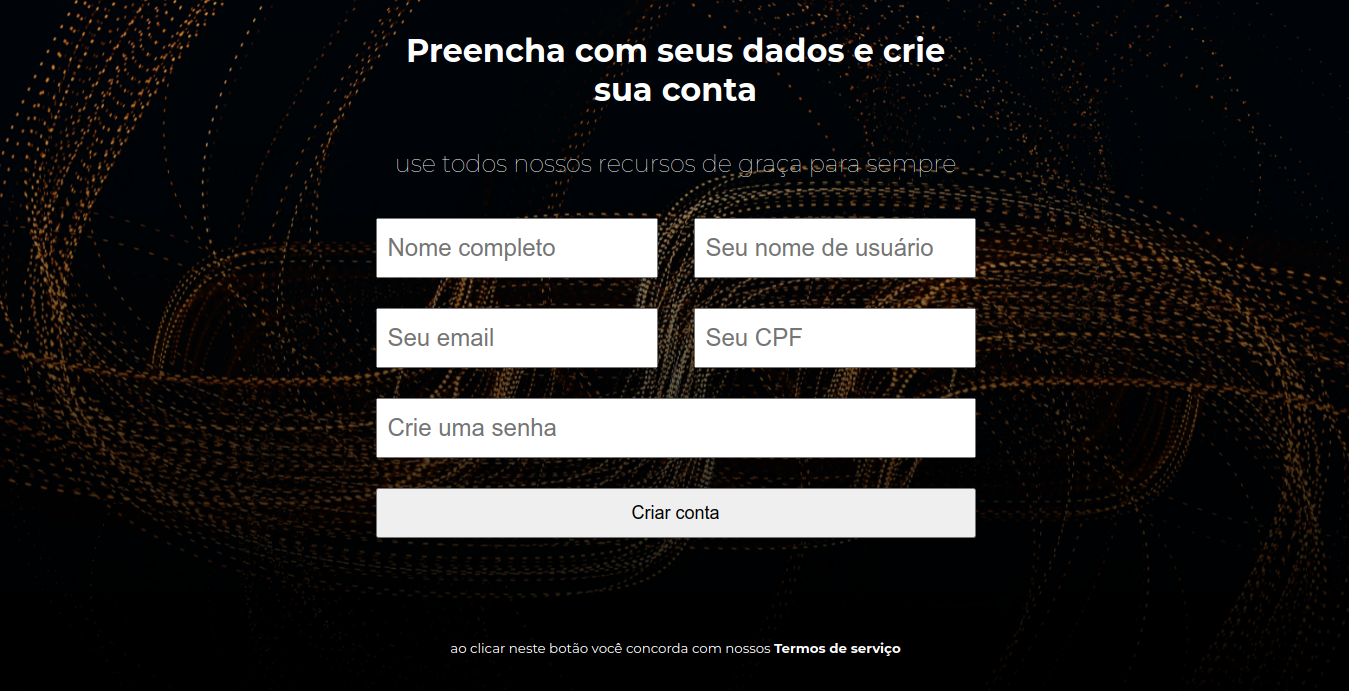 Preencha com seus dados e crie
sua conta
use todos nossos recursos de graça para sempre
Nome completo
Seu nome de usuário
Seu email
Seu CPF
Crie uma senha
Criar conta
ao clicar neste botão você concorda com nossos Termos de serviço